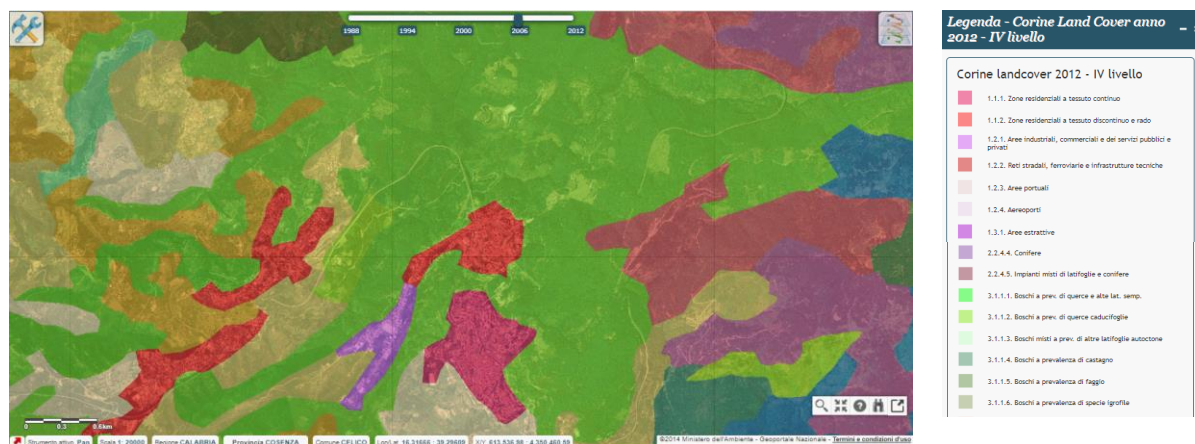 1988 1994 2000 2006 2012
0 0.3 0.6km
Strumento attivo: Pan Scala 1: 20000 Regione CALABRIA Provincia COSENZA Comune CELICO
©2014 Ministero dell'Ambiente - Geoportale Nazionale - Termini e condizioni d'uso
Legenda - Corine Land Cover anno
2012 - IV livello
Corine landcover 2012 - IV livello
1.1.1. Zone residenziali a tessuto continuo
1.1.2. Zone residenziali a tessuto discontinuo e rado
1.2.1. Aree industriali, commerciali e dei servizi pubblici e
privati
1.2.2. Reti stradali, ferroviarie e infrastrutture tecniche
1.2.3. Aree portuali
1.2.4. Aereoporti
1.3.1. Aree estrattive
2.2.4.4. Conifere
2.2.4.5. Impianti misti di latifoglie e conifere
3.1.1.1. Boschi a prev. di querce e alte lat. semp.
3.1.1.2. Boschi a prev. di querce caducifoglie
3.1.1.3. Boschi misti a prev. di altre latifoglie autoctone
3.1.1.4. Boschi a prevalenza di castagno
3.1.1.5. Boschi a prevalenza di faggio
3.1.1.6. Boschi a prevalenza di specie igrofile